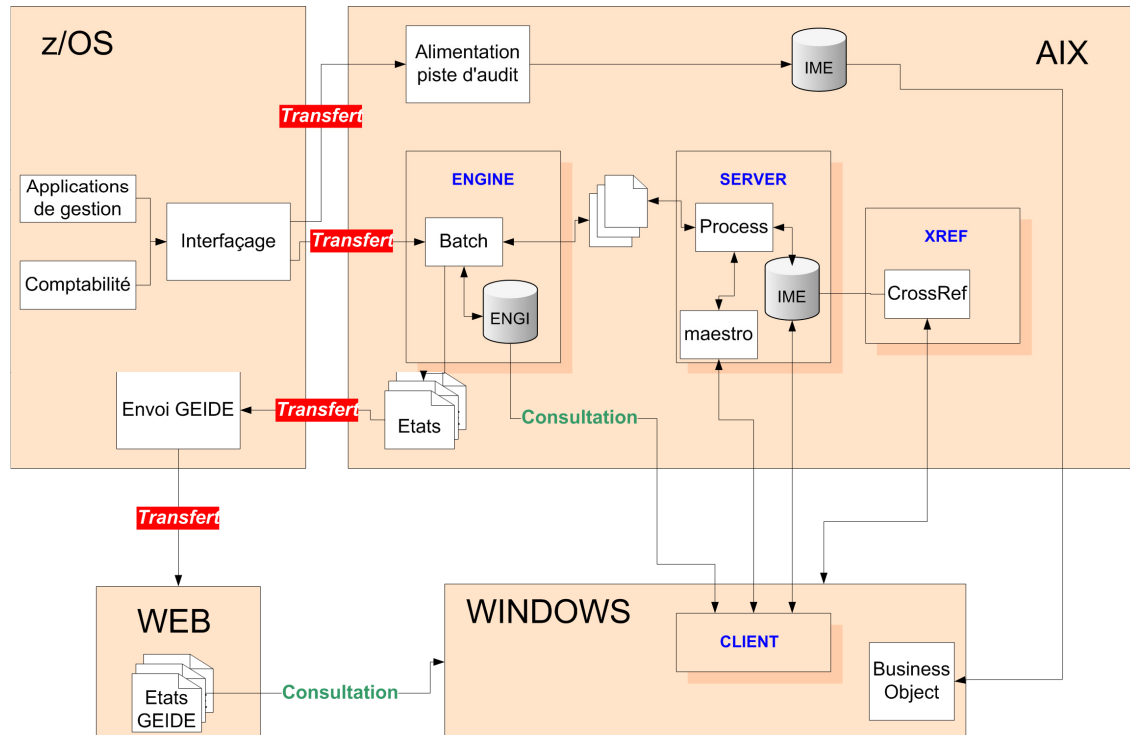 z/OS
AIX
Alimentation
piste d'audit
IME
Transfert
ENGINE
SERVER
XREF
Applications
de gestion
Interfaçage
Comptabilité
Transfert
Batch
Process
ENGI
IME
CrossRef
maestro
Envoi GEIDE
Transfert
Etats
Consultation
Transfert
WEB
WINDOWS
CLIENT
Etats
GEIDE
Consultation
Business
Object